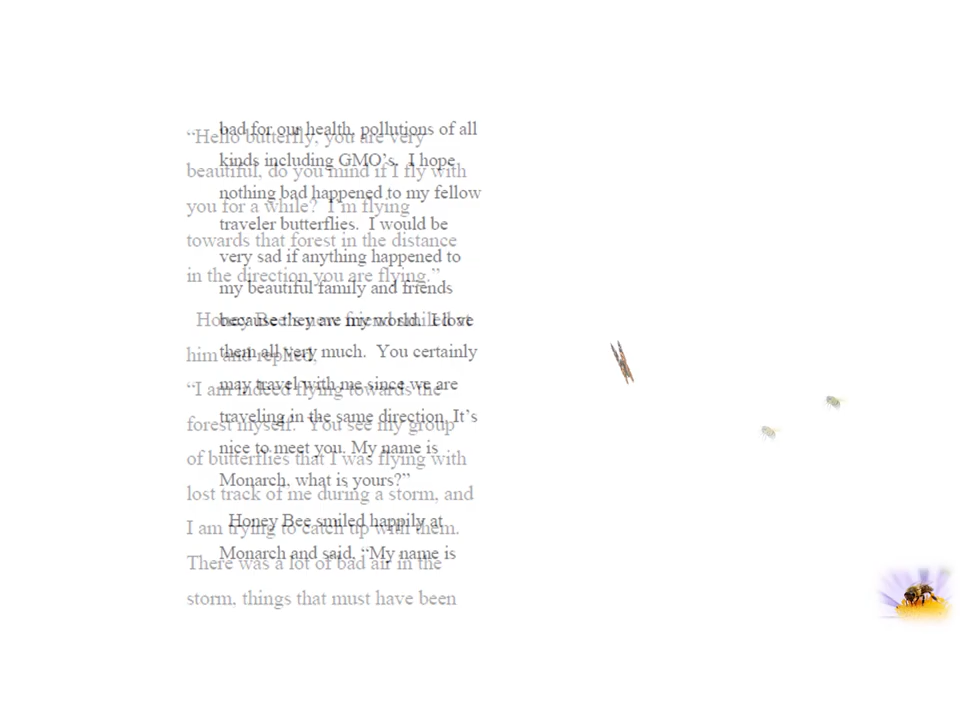 “Hello butterfly, you are very
beautiful, do you mind if I fly with
you for a while?  I’m flying
towards that forest in the distance
in the direction you are flying.”
Honey Bee’s new friend smiled at
him and replied,
“I am indeed flying towards the
forest myself.  You see my group
of butterflies that I was flying with
lost track of me during a storm, and
I am trying to catch up with them.
There was a lot of bad air in the
storm, things that must have been
bad for our health, pollutions of all
kinds including GMO’s.  I hope
nothing bad happened to my fellow
traveler butterflies.  I would be
very sad if anything happened to
my beautiful family and friends
because they are my world.  I love
them all very much.  You certainly
may travel with me since we are
traveling in the same direction. It’s
nice to meet you. My name is
Monarch, what is yours?”
Honey Bee smiled happily at
Monarch and said, “My name is